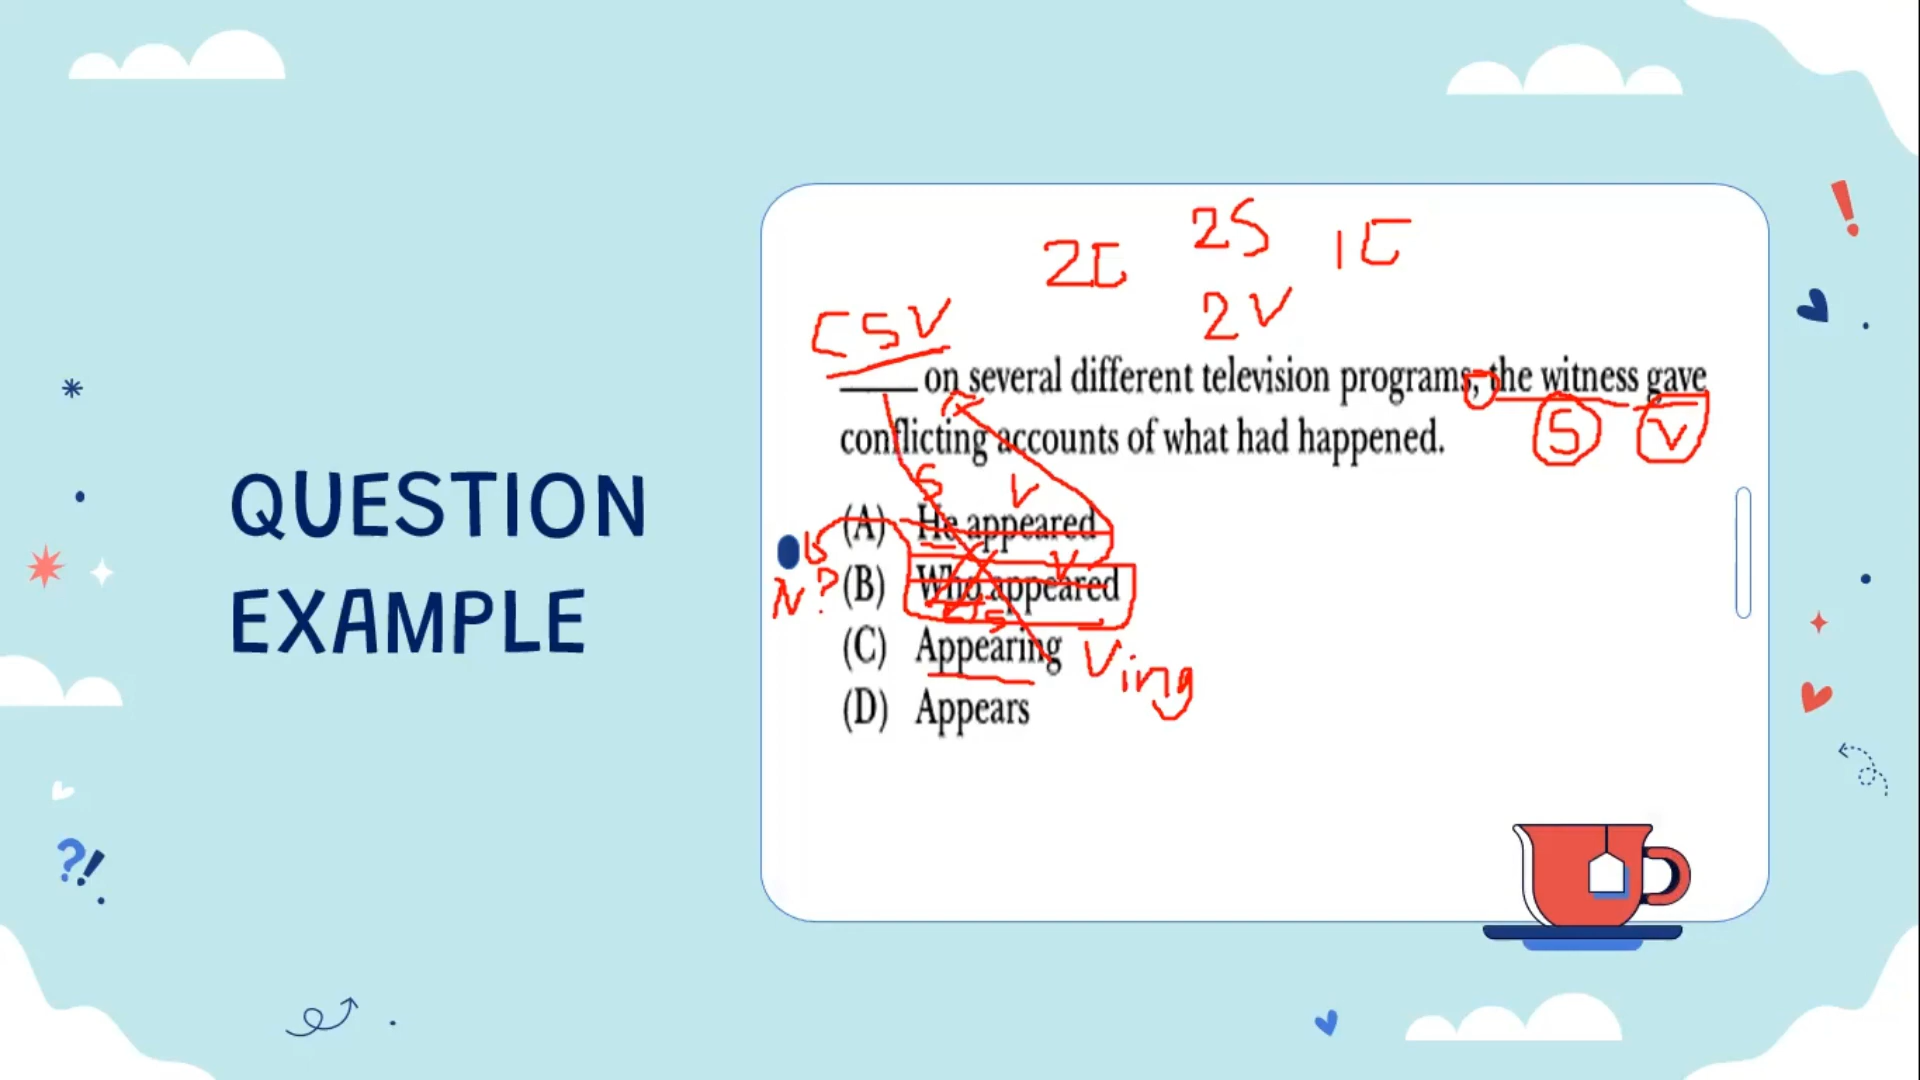 QUESTION
EXAMPLE
2C 2S 1C
2V
CSV
____ on several different television programs, the witness gave
conflicting accounts of what had happened.
S V
S V
(A) He appeared
V
N? (B) Who appeared
S
(C) Appearing Ving
(D) Appears
?!
!